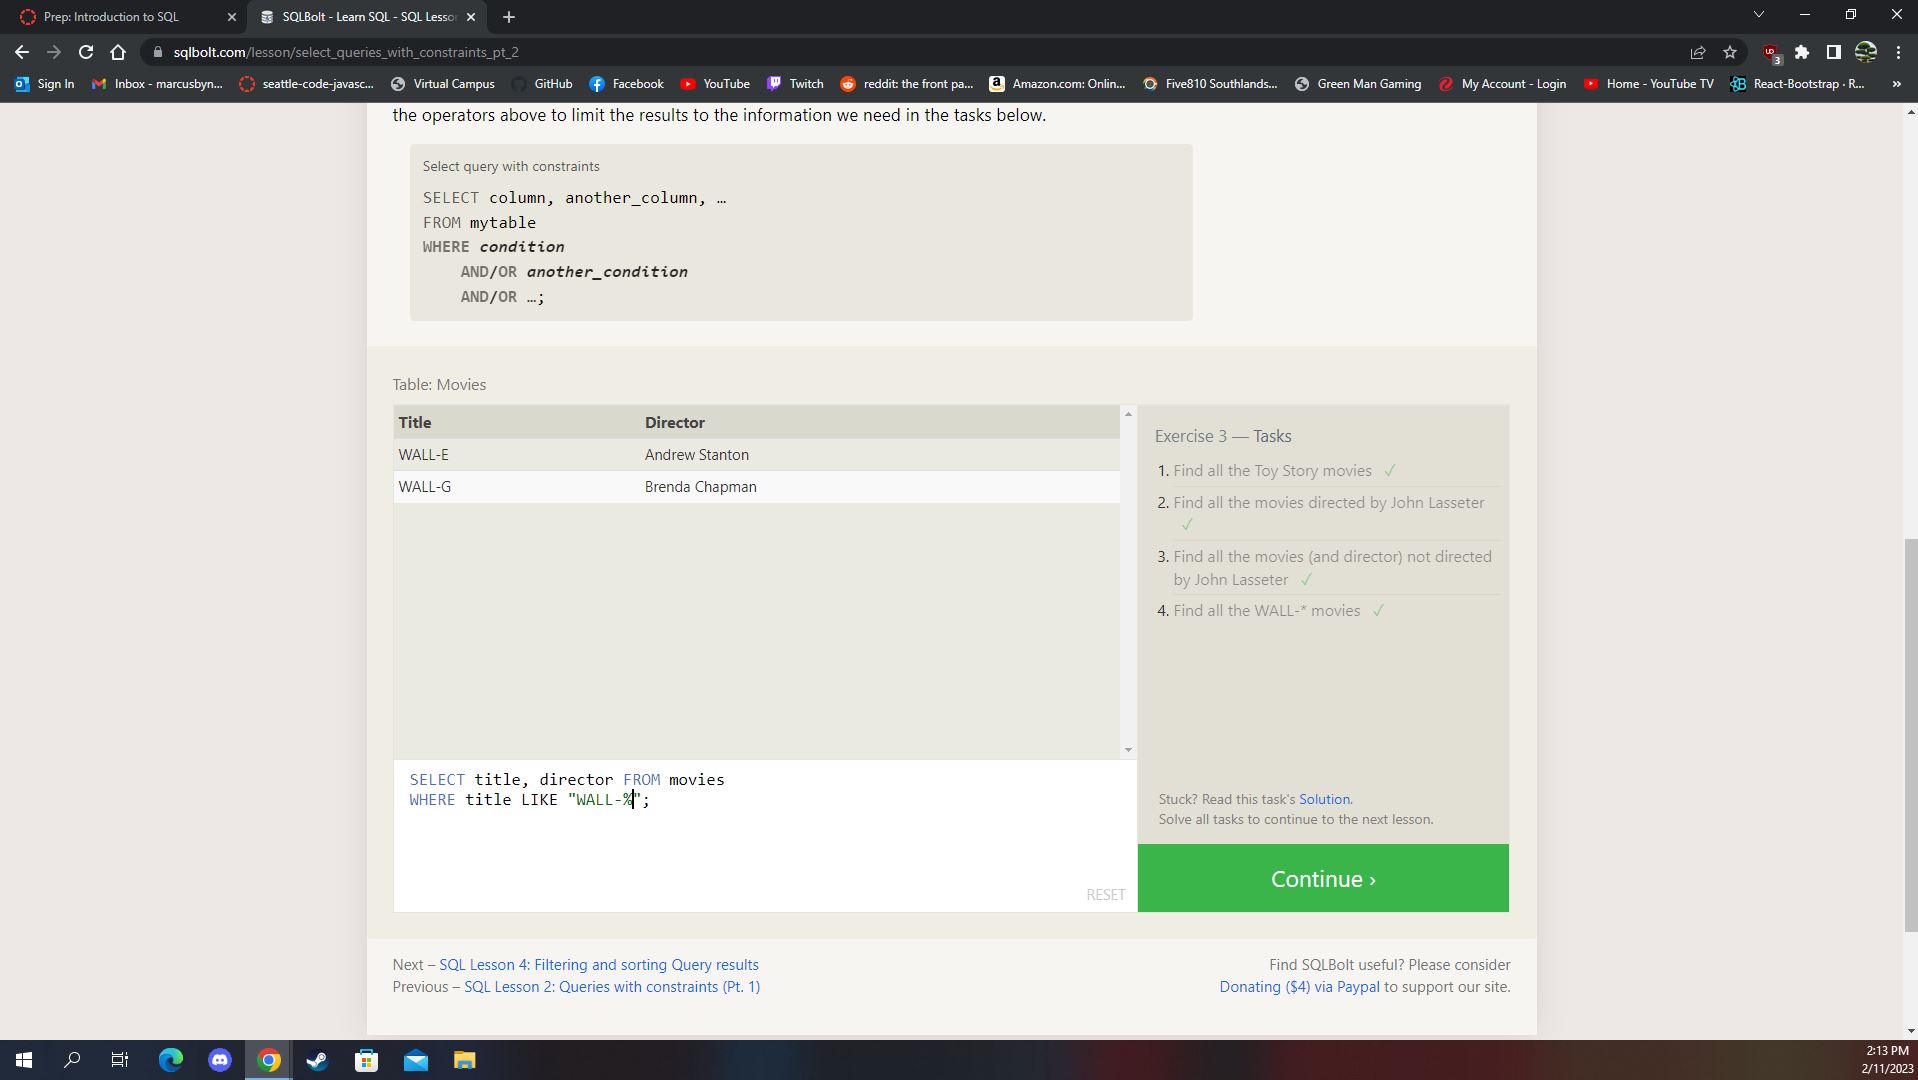 Prep: Introduction to SQL
SQLBolt - Learn SQL - SQL Lesson
sqlbolt.com/lesson/select_queries_with_constraints_pt_2
3
Sign In
Inbox - marcusbyn...
seattle-code-javasc...
Virtual Campus
GitHub
Facebook
YouTube
Twitch
reddit: the front pa...
Amazon.com: Onlin...
Five810 Southlands...
Green Man Gaming
My Account - Login
Home - YouTube TV
React-Bootstrap · R...
»
the operators above to limit the results to the information we need in the tasks below.
Select query with constraints
SELECT column, another_column, …
FROM mytable
WHERE condition
AND/OR another_condition
AND/OR …;
Table: Movies
Title Director
WALL-E Andrew Stanton
WALL-G Brenda Chapman
SELECT title, director FROM movies
WHERE title LIKE "WALL-%";
RESET
Exercise 3 — Tasks
1. Find all the Toy Story movies ✓
2. Find all the movies directed by John Lasseter
✓
3. Find all the movies (and director) not directed
by John Lasseter ✓
4. Find all the WALL-* movies ✓
Stuck? Read this task's Solution.
Solve all tasks to continue to the next lesson.
Continue ›
Next – SQL Lesson 4: Filtering and sorting Query results
Previous – SQL Lesson 2: Queries with constraints (Pt. 1)
Find SQLBolt useful? Please consider
Donating ($4) via Paypal to support our site.
2:13 PM
2/11/2023